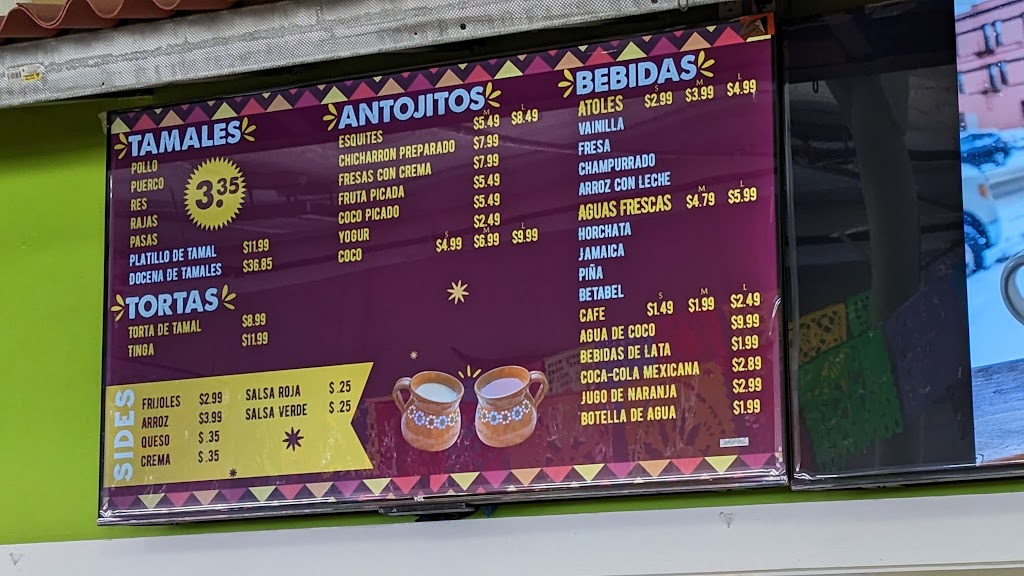 TAMALES
POLLO
PUERCO
RES
RAJAS
PASAS
3.35
PLATILLO DE TAMAL $11.99
DOCENA DE TAMALES $36.85
TORTAS
TORTA DE TAMAL $8.99
TINGA $11.99
SIDES
FRIJOLES $2.99
ARROZ $3.99
QUESO $.35
CREMA $.35
SALSA ROJA $.25
SALSA VERDE $.25
ANTOJITOS
M L
ESQUITES $5.49 $8.49
CHICHARRON PREPARADO $7.99
FRESAS CON CREMA $7.99
FRUTA PICADA $5.49
COCO PICADO $5.49
YOGUR $2.49
S M L
COCO $4.99 $6.99 $9.99
BEBIDAS
S M L
ATOLES $2.99 $3.99 $4.99
VAINILLA
FRESA
CHAMPURRADO
ARROZ CON LECHE
M L
AGUAS FRESCAS $4.79 $5.99
HORCHATA
JAMAICA
PIÑA
BETABEL
S M L
CAFE $1.49 $1.99 $2.49
AGUA DE COCO $9.99
BEBIDAS DE LATA $1.99
COCA-COLA MEXICANA $2.89
JUGO DE NARANJA $2.99
BOTELLA DE AGUA $1.99